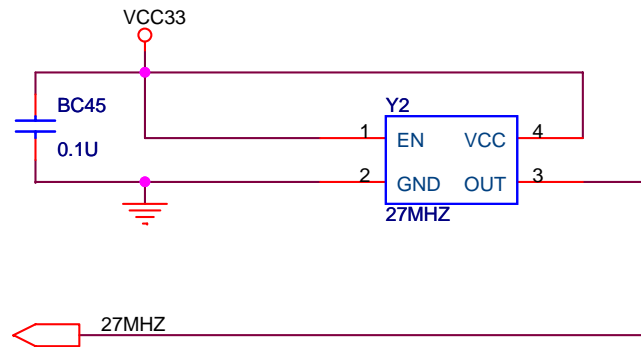 VCC33
BC45
0.1U
Y2
1 EN VCC 4
2 GND OUT 3
27MHZ
27MHZ